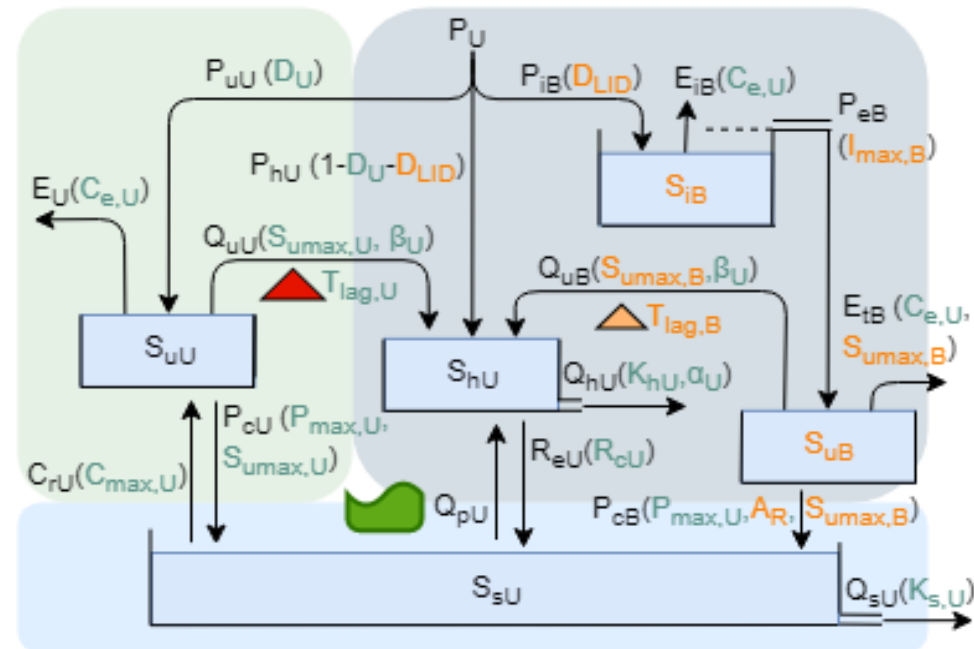 P_U
P_uU (D_U)
P_iB(D_LID)
E_iB(C_e,U)
P_eB
(I_max,B)
P_hU (1-D_U-D_LID)
S_iB
E_U(C_e,U)
Q_uU(S_umax,U, β_U)
T_lag,U
Q_uB(S_umax,B,β_U)
T_lag,B
E_tB (C_e,U,
S_umax,B)
S_uU
S_hU
Q_hU(K_hU,α_U)
S_uB
P_cU (P_max,U,
S_umax,U)
C_rU(C_max,U)
R_eU(R_cU)
Q_pU
P_cB(P_max,U,A_R, S_umax,B)
S_sU
Q_sU(K_s,U)